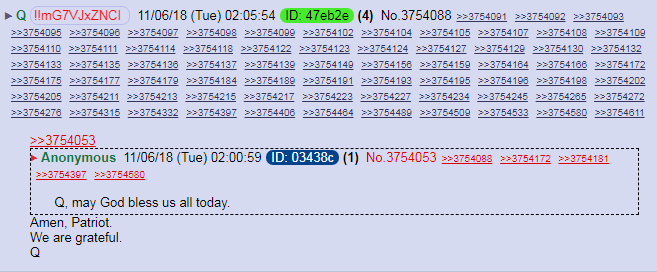 ► Q !!mG7VJxZNCI 11/06/18 (Tue) 02:05:54 ID: 47eb2e (4) No.3754088 >>3754091 >>3754092 >>3754093
>>3754095 >>3754096 >>3754097 >>3754098 >>3754099 >>3754102 >>3754104 >>3754105 >>3754107 >>3754108 >>3754109
>>3754110 >>3754111 >>3754114 >>3754118 >>3754122 >>3754123 >>3754124 >>3754127 >>3754129 >>3754130 >>3754132
>>3754133 >>3754135 >>3754136 >>3754137 >>3754139 >>3754149 >>3754156 >>3754159 >>3754164 >>3754166 >>3754172
>>3754175 >>3754177 >>3754179 >>3754184 >>3754189 >>3754191 >>3754193 >>3754195 >>3754196 >>3754198 >>3754202
>>3754205 >>3754211 >>3754213 >>3754215 >>3754217 >>3754223 >>3754227 >>3754234 >>3754245 >>3754265 >>3754272
>>3754276 >>3754315 >>3754332 >>3754397 >>3754406 >>3754464 >>3754489 >>3754509 >>3754533 >>3754580 >>3754611
>>3754053
► Anonymous 11/06/18 (Tue) 02:00:59 ID: 03438c (1) No.3754053 >>3754088 >>3754172 >>3754181
>>3754397 >>3754580
Q, may God bless us all today.
Amen, Patriot.
We are grateful.
Q